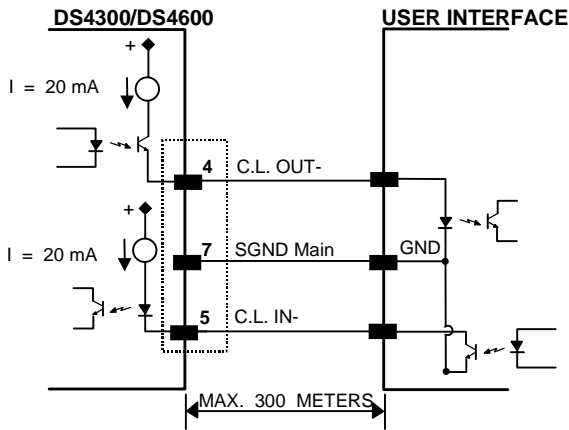 DS4300/DS4600 USER INTERFACE
+
I = 20 mA
4 C.L. OUT-
+
I = 20 mA
7 SGND Main GND
5 C.L. IN-
MAX. 300 METERS